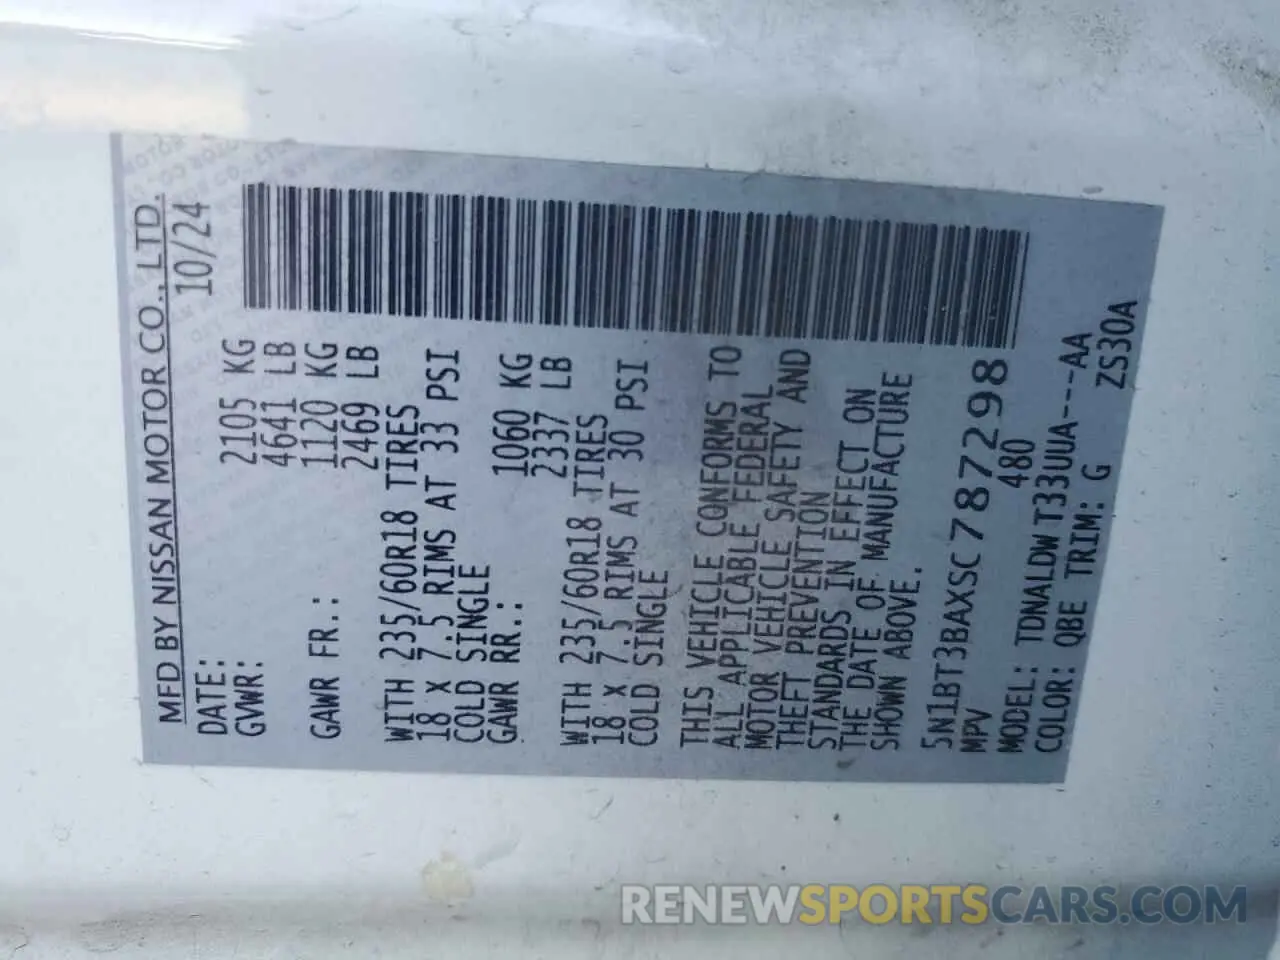 MFD BY NISSAN MOTOR CO., LTD.
DATE: 10/24
GVWR: 2105 KG
4641 LB
GAWR FR.: 1120 KG
2469 LB
WITH 235/60R18 TIRES
18 X 7.5 RIMS AT 33 PSI
COLD SINGLE
GAWR RR.: 1060 KG
2337 LB
WITH 235/60R18 TIRES
18 X 7.5 RIMS AT 30 PSI
COLD SINGLE
THIS VEHICLE CONFORMS TO
ALL APPLICABLE FEDERAL
MOTOR VEHICLE SAFETY AND
THEFT PREVENTION
STANDARDS IN EFFECT ON
THE DATE OF MANUFACTURE
SHOWN ABOVE.
5N1BT3BAXSC787298
MPV 480
MODEL: TDNALDWT33UUA---AA
COLOR: QBE TRIM: G ZS30A
RENEWSPORTSCARS.COM